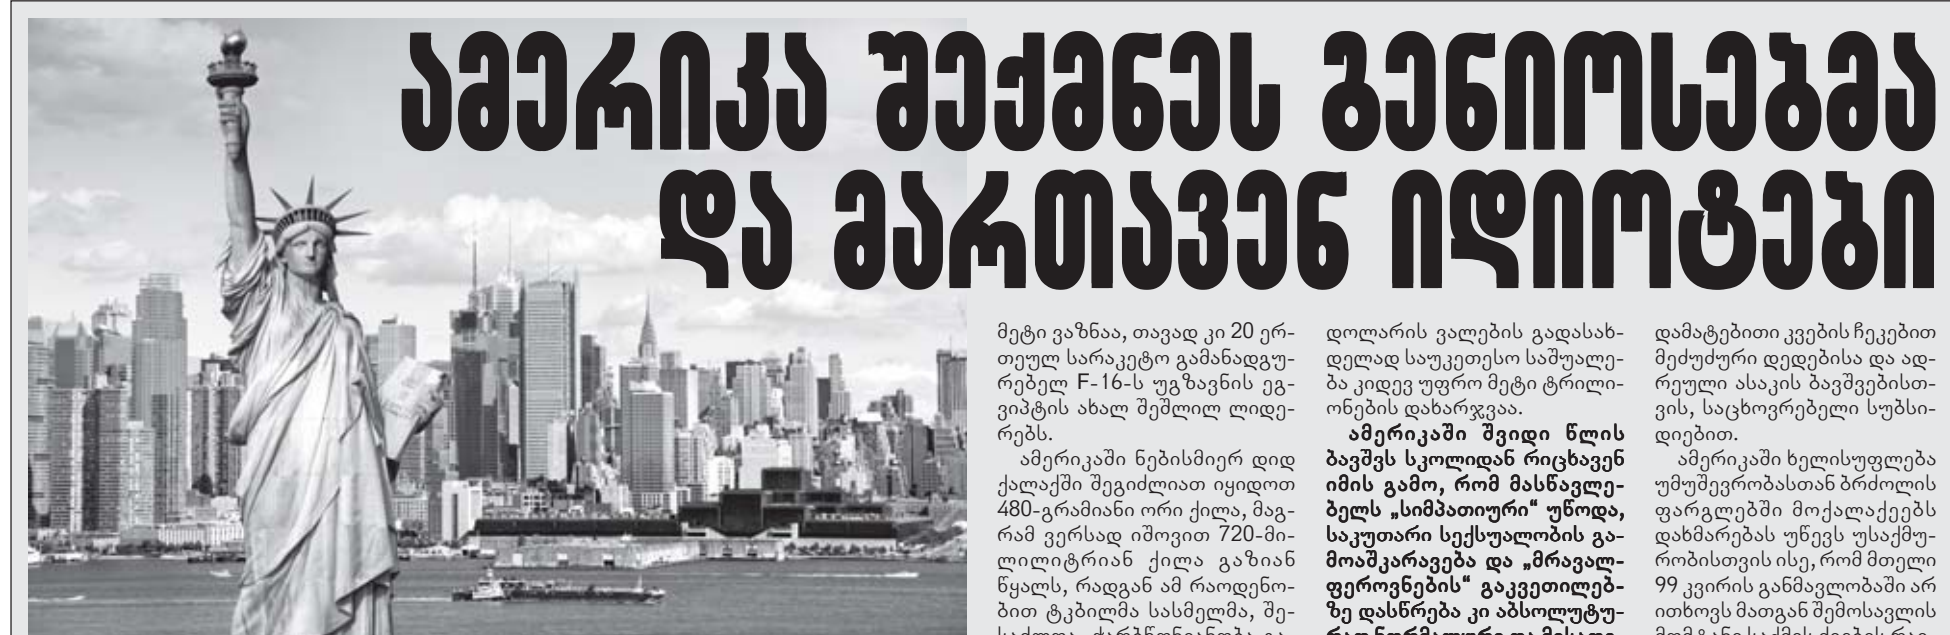 ამერიკა შექმნეს გენიოსებმა
და მართავენ იდიოტები
მეტი ვაზნაა, თავად კი 20 ერ-
თეულ სარაკეტო გამანადგუ-
რებელ F-16-ს უგზავნის ეგ-
ვიპტის ახალ შეშლილ ლიდე-
რებს.
ამერიკაში ნებისმიერ დიდ
ქალაქში შეგიძლიათ იყიდოთ
480-გრამიანი ორი ქილა, მაგ-
რამ ვერსად იშოვით 720-მი-
ლილიტრიან ქილა გაზიან
წყალს, რადგან ამ რაოდენო-
ბით ტკბილმა სასმელმა, შე-
დოლარის ვალების გადასახ-
დელად საუკეთესო საშუალე-
ბა კიდევ უფრო მეტი ტრილი-
ონების დახარჯვაა.
ამერიკაში შვიდი წლის
ბავშვს სკოლიდან რიცხავენ
იმის გამო, რომ მასწავლე-
ბელს „სიმპათიური“ უწოდა,
საკუთარი სექსუალობის გა-
მოაშკარავება და „მრავალ-
ფეროვნების“ გაკვეთილებ-
ზე დასწრება კი აბსოლუტუ-
დამატებითი კვების ჩეკებით
მეძუძური დედებისა და ად-
რეული ასაკის ბავშვებისთ-
ვის, საცხოვრებელი სუბსი-
დიებით.
ამერიკაში ხელისუფლება
უმუშევრობასთან ბრძოლის
ფარგლებში მოქალაქეებს
დახმარებას უწევს უსაქმუ-
რობისთვის ისე, რომ მთელი
99 კვირის განმავლობაში არ
ითხოვს მათგან შემოსავლის